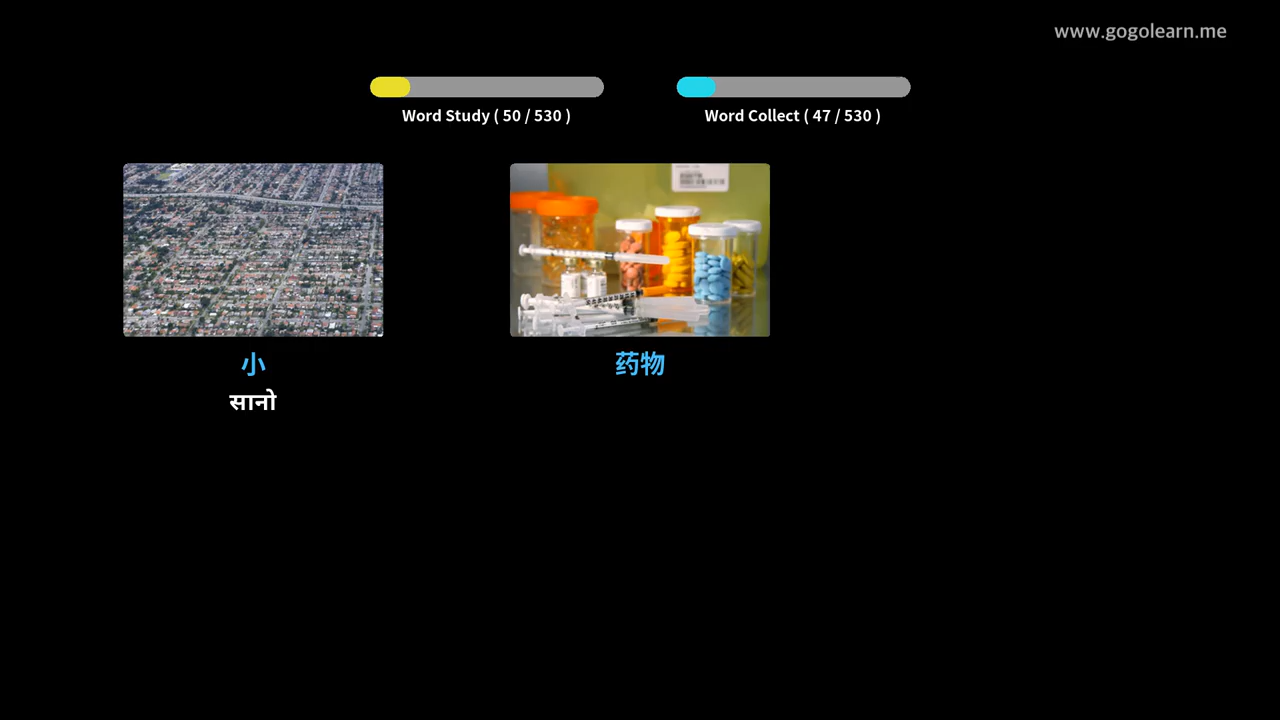 www.gogolearn.me
Word Study ( 50 / 530 )
Word Collect ( 47 / 530 )
小
सानो
药物